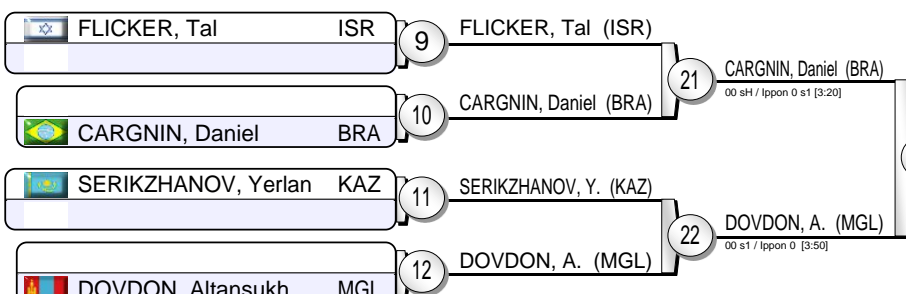 FLICKER, Tal ISR
9
FLICKER, Tal (ISR)
21
CARGNIN, Daniel (BRA)
00 sH / Ippon 0 s1 [3:20]
10
CARGNIN, Daniel (BRA)
CARGNIN, Daniel BRA
SERIKZHANOV, Yerlan KAZ
11
SERIKZHANOV, Y. (KAZ)
22
DOVDON, A. (MGL)
00 s1 / Ippon 0 [3:50]
12
DOVDON, A. (MGL)
DOVDON, Altansukh MGL